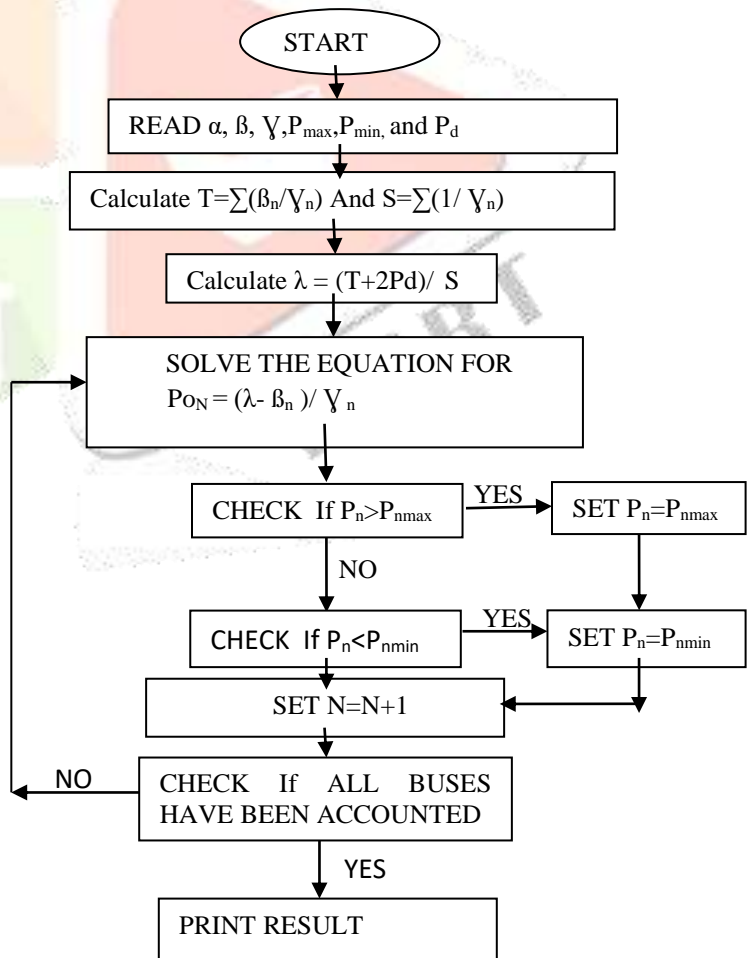 START
READ α, ß, Ɣ,Pmax,Pmin, and Pd
Calculate T=∑(ßn/Ɣn) And S=∑(1/ Ɣn)
Calculate λ = (T+2Pd)/ S
SOLVE THE EQUATION FOR
PoN = (λ- ßn )/ Ɣ n
CHECK If Pn>Pnmax
YES
SET Pn=Pnmax
NO
CHECK If Pn<Pnmin
YES
SET Pn=Pnmin
SET N=N+1
NO
CHECK If ALL BUSES
HAVE BEEN ACCOUNTED
YES
PRINT RESULT